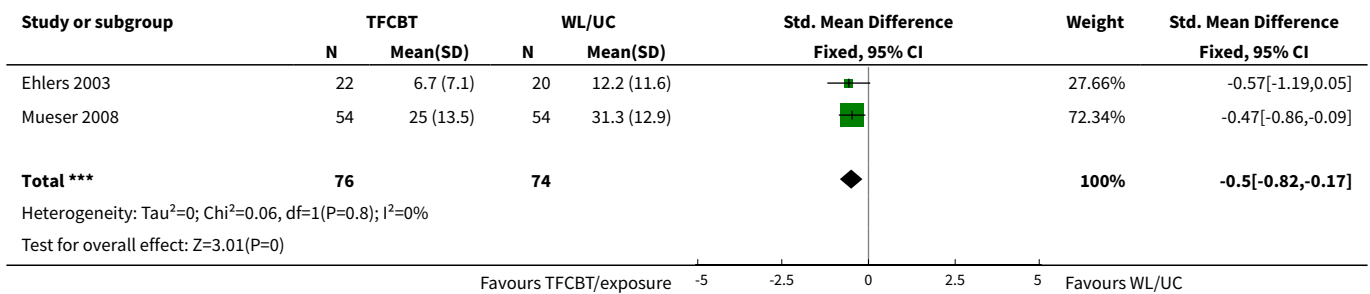 Study or subgroup TFCBT WL/UC Std. Mean Difference Weight Std. Mean Difference
N Mean(SD) N Mean(SD) Fixed, 95% CI Fixed, 95% CI
Ehlers 2003 22 6.7 (7.1) 20 12.2 (11.6) 27.66% -0.57[-1.19,0.05]
Mueser 2008 54 25 (13.5) 54 31.3 (12.9) 72.34% -0.47[-0.86,-0.09]
Total *** 76 74 100% -0.5[-0.82,-0.17]
Heterogeneity: Tau²=0; Chi²=0.06, df=1(P=0.8); I²=0%
Test for overall effect: Z=3.01(P=0)
Favours TFCBT/exposure -5 -2.5 0 2.5 5 Favours WL/UC